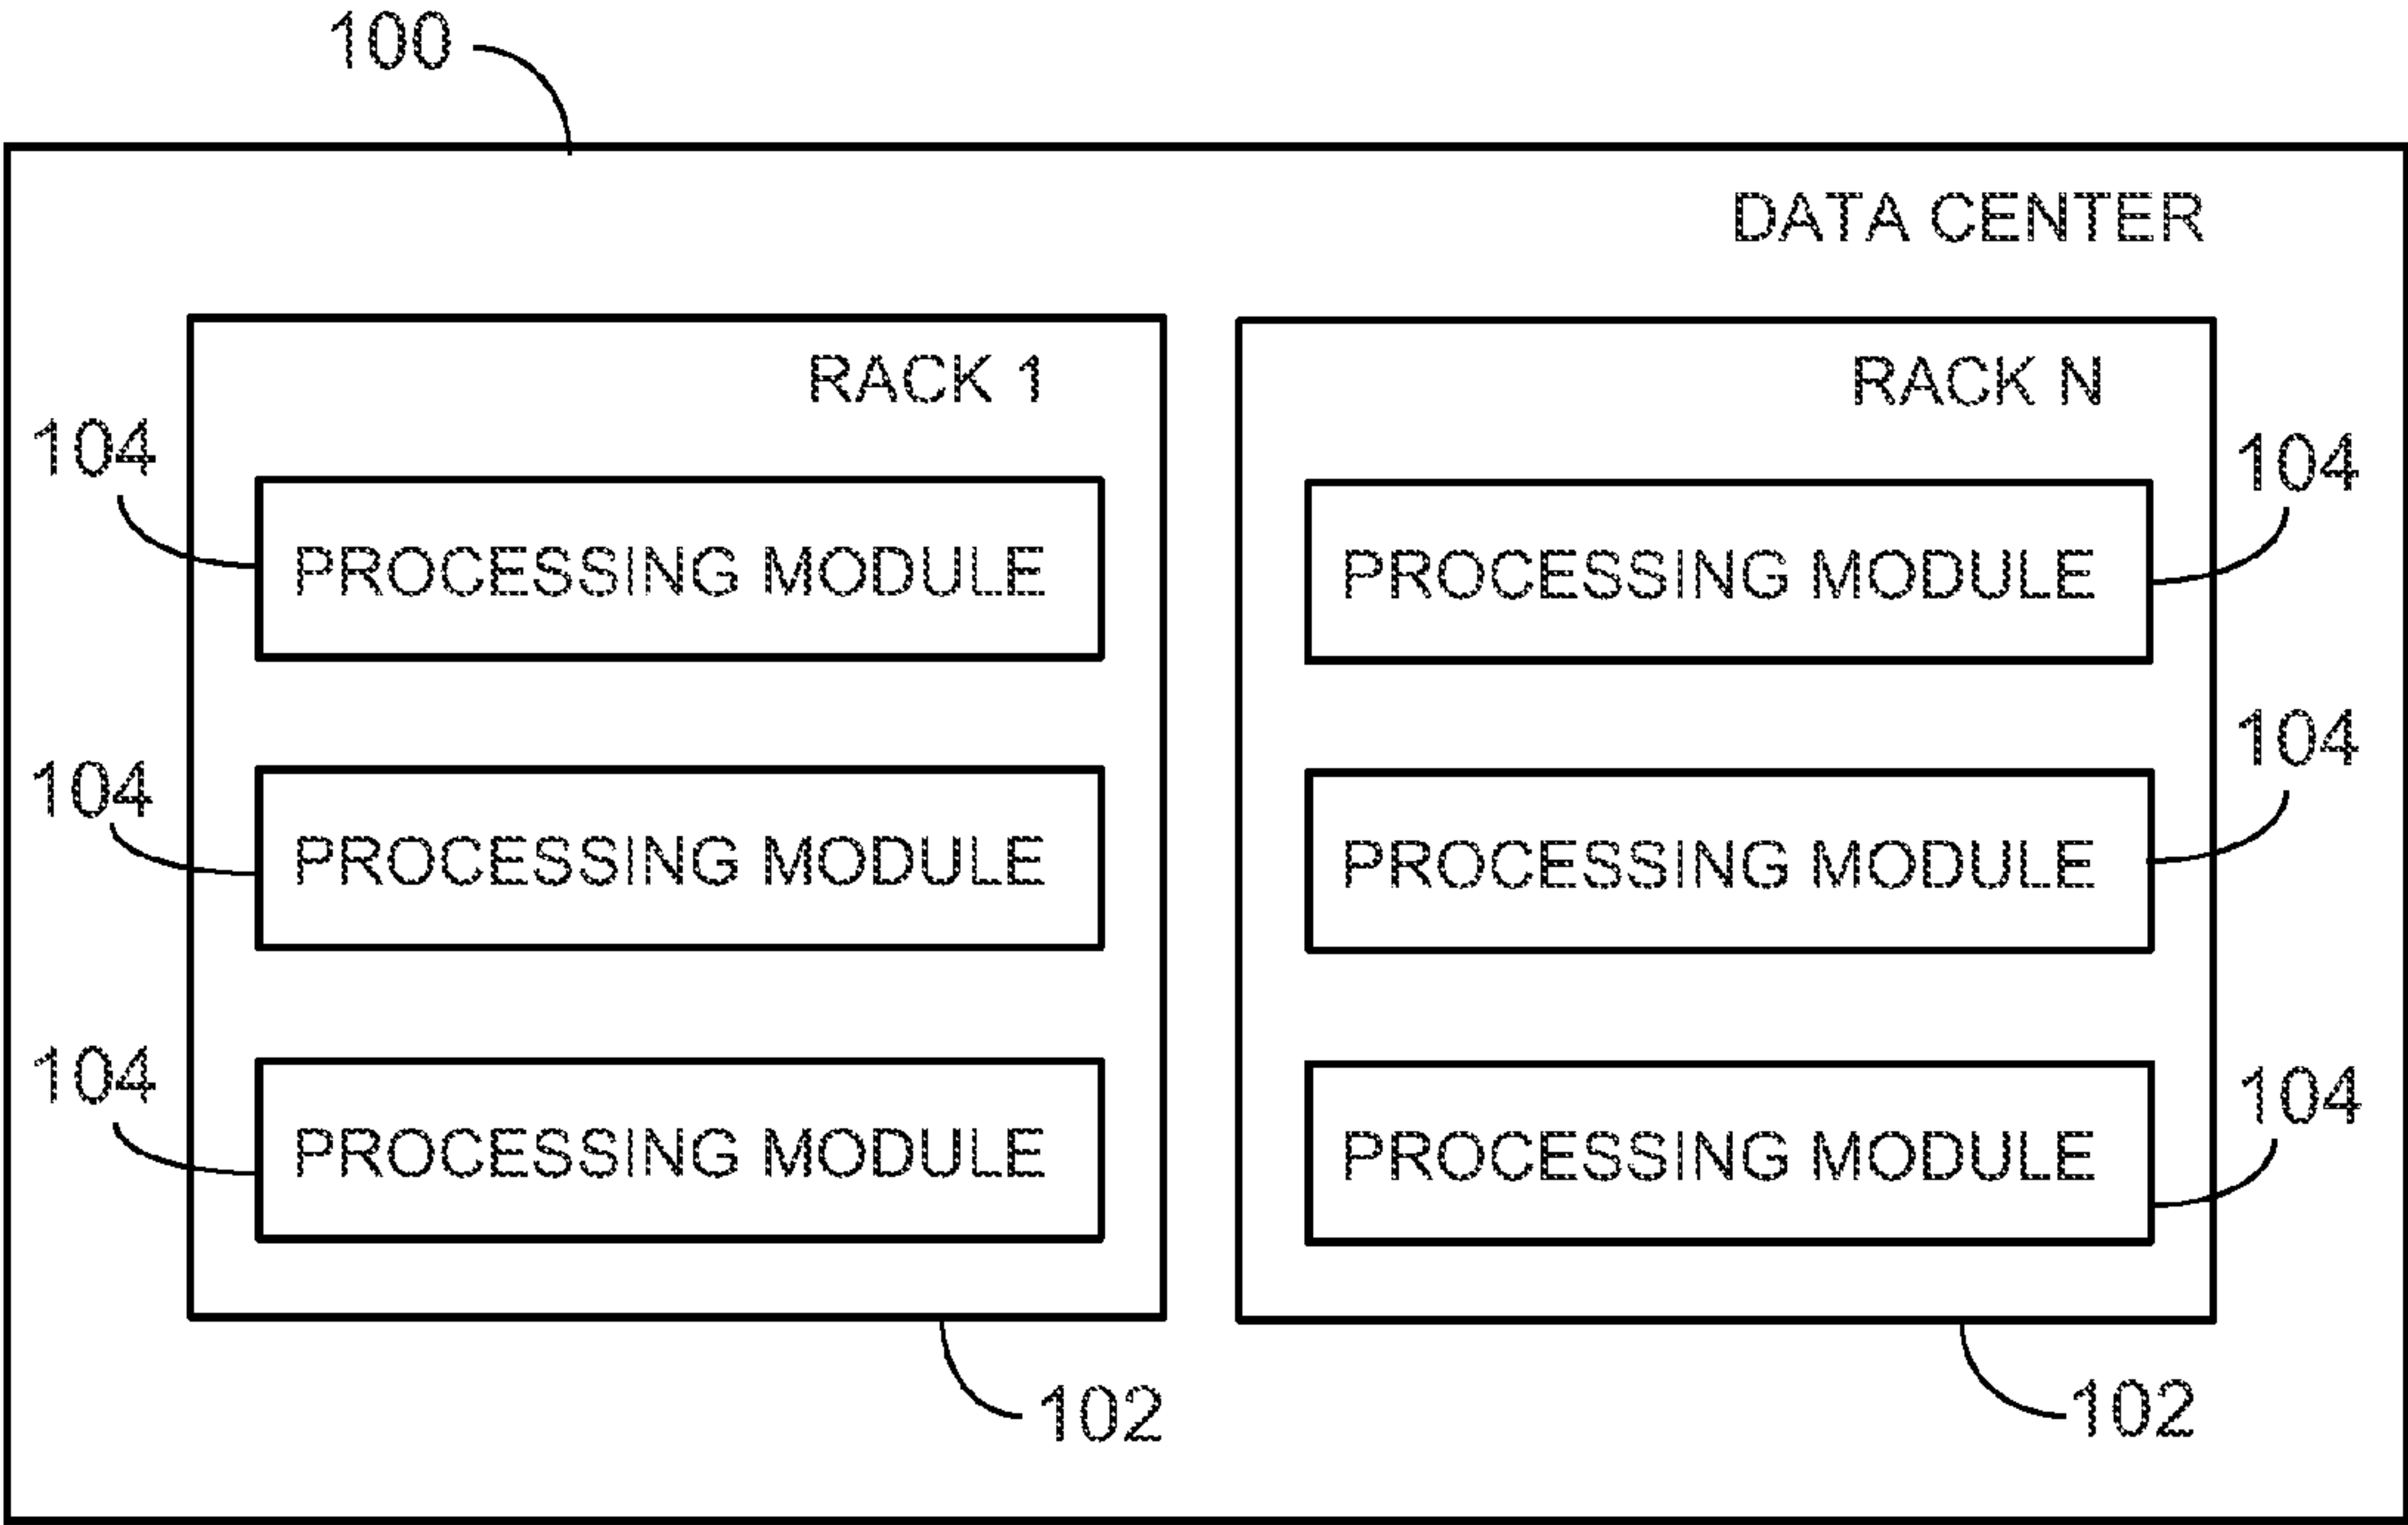 100
DATA CENTER
RACK 1
104
PROCESSING MODULE
104
PROCESSING MODULE
104
PROCESSING MODULE
102
RACK N
104
PROCESSING MODULE
104
PROCESSING MODULE
104
PROCESSING MODULE
102